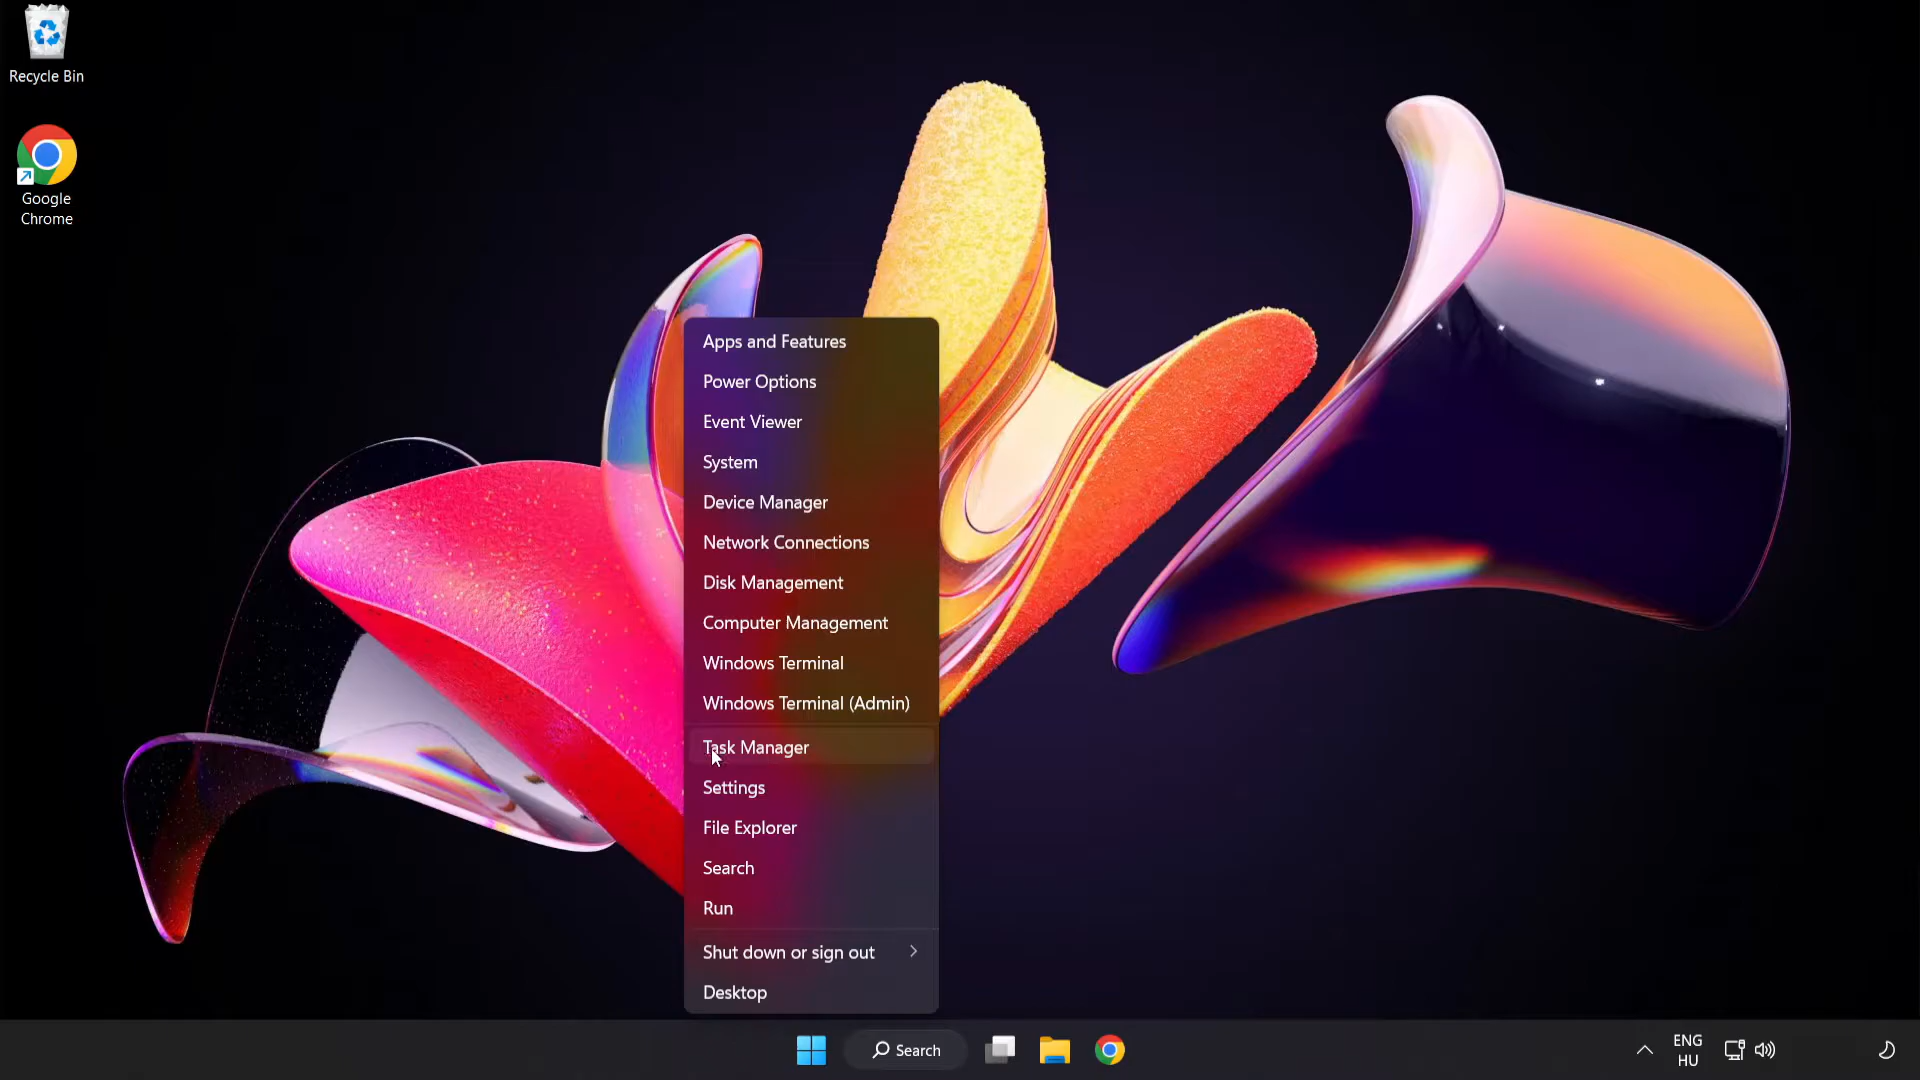 Recycle Bin
Google
Chrome
Apps and Features
Power Options
Event Viewer
System
Device Manager
Network Connections
Disk Management
Computer Management
Windows Terminal
Windows Terminal (Admin)
Task Manager
Settings
File Explorer
Search
Run
Shut down or sign out
Desktop
Search
ENG
HU